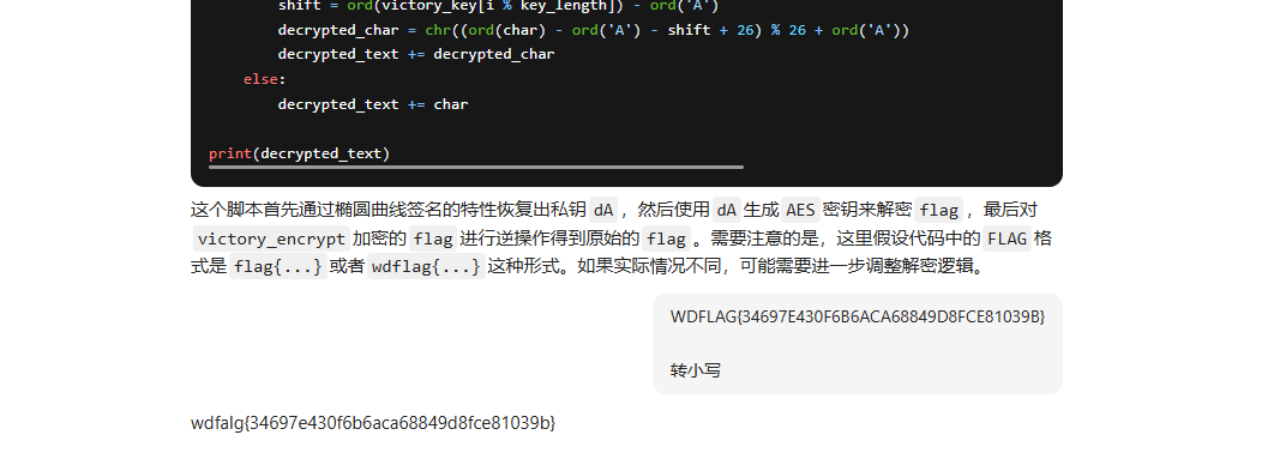 shift = ord(victory_key[i % key_length]) - ord('A')
decrypted_char = chr((ord(char) - ord('A') - shift + 26) % 26 + ord('A'))
decrypted_text += decrypted_char
else:
decrypted_text += char
print(decrypted_text)
这个脚本首先通过椭圆曲线签名的特性恢复出私钥 dA ，然后使用 dA 生成 AES 密钥来解密 flag ，最后对
victory_encrypt 加密的 flag 进行逆操作得到原始的 flag 。需要注意的是，这里假设代码中的 FLAG 格
式是 flag{...} 或者 wdflag{...} 这种形式。如果实际情况不同，可能需要进一步调整解密逻辑。
WDFLAG{34697E430F6B6ACA68849D8FCE81039B}
转小写
wdfalg{34697e430f6b6aca68849d8fce81039b}